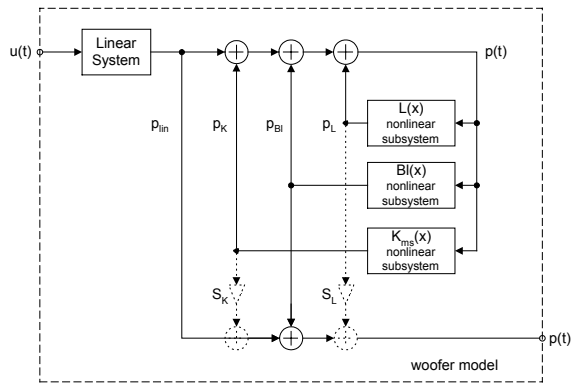 Linear
System
u(t)
p(t)
L(x)
nonlinear
subsystem
p_lin
p_K
p_Bl
p_L
Bl(x)
nonlinear
subsystem
K_ms(x)
nonlinear
subsystem
S_K
S_L
p(t)
woofer model